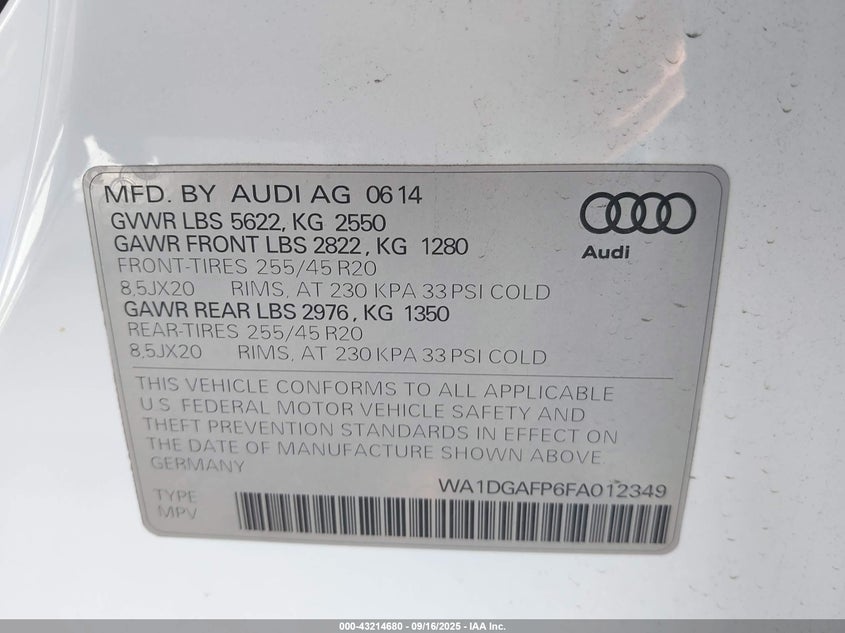 MFD. BY AUDI AG 0614
GVWR LBS 5622, KG 2550
GAWR FRONT LBS 2822, KG 1280
FRONT-TIRES 255/45 R20
8,5JX20 RIMS, AT 230 KPA 33 PSI COLD
GAWR REAR LBS 2976, KG 1350
REAR-TIRES 255/45 R20
8,5JX20 RIMS, AT 230 KPA 33 PSI COLD
Audi
THIS VEHICLE CONFORMS TO ALL APPLICABLE
U.S. FEDERAL MOTOR VEHICLE SAFETY AND
THEFT PREVENTION STANDARDS IN EFFECT ON
THE DATE OF MANUFACTURE SHOWN ABOVE.
GERMANY
WA1DGAFP6FA012349
TYPE
MPV
000-43214680 - 09/16/2025 - IAA Inc.